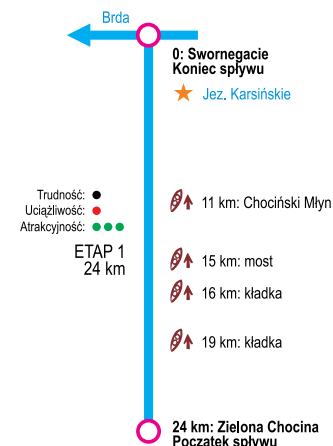 Brda
0: Swornegacie
Koniec spływu
Jez. Karsińskie
Trudność:
Uciążliwość:
Atrakcyjność:
ETAP 1
24 km
11 km: Chociński Młyn
15 km: most
16 km: kładka
19 km: kładka
24 km: Zielona Chocina
Początek spływu